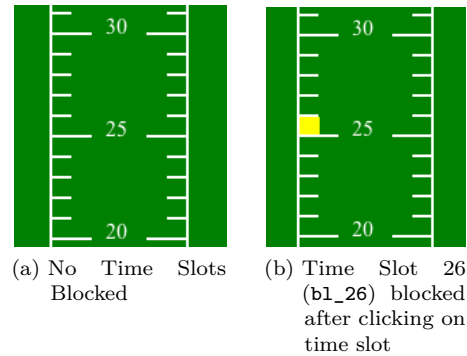 30
25
20
30
25
20
(a) No Time Slots
Blocked
(b) Time Slot 26
(bl_26) blocked
after clicking on
time slot